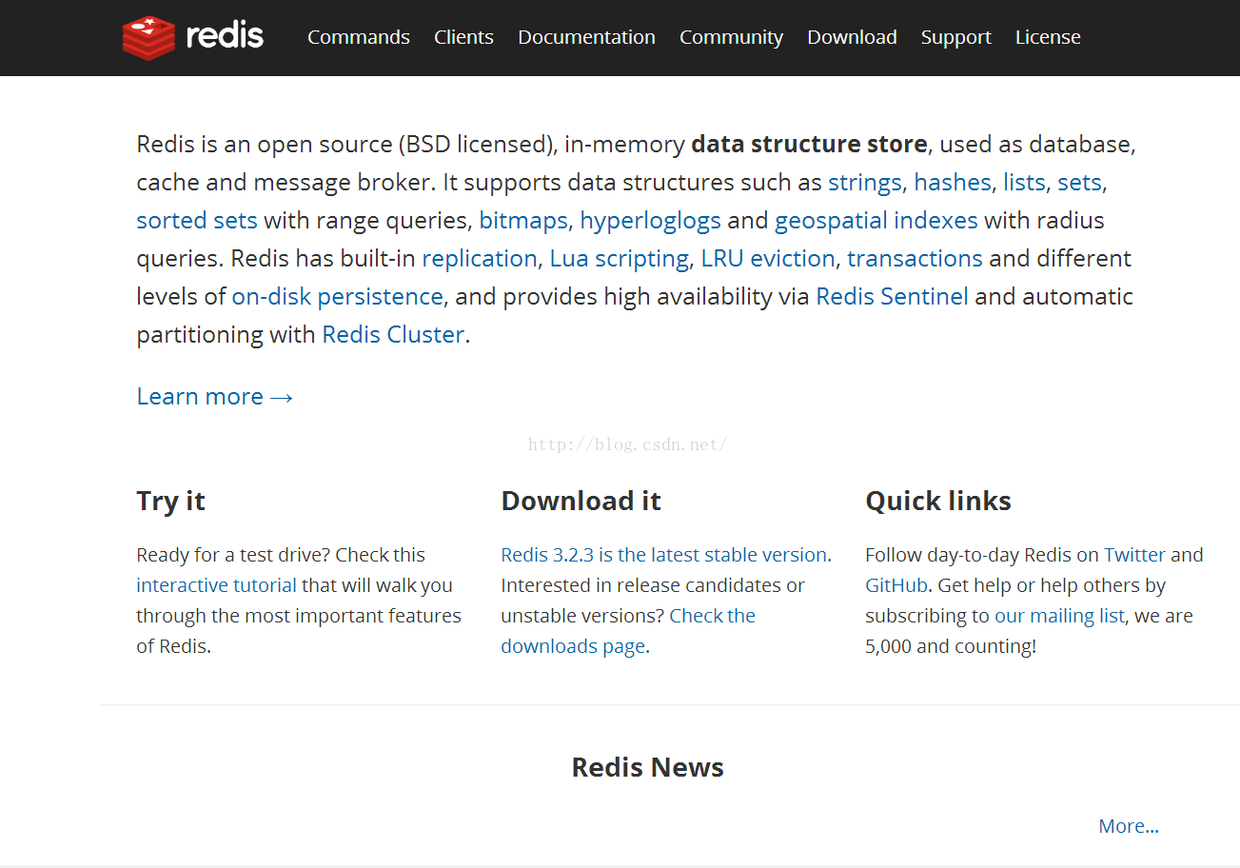 redis Commands Clients Documentation Community Download Support License
Redis is an open source (BSD licensed), in-memory data structure store, used as database,
cache and message broker. It supports data structures such as strings, hashes, lists, sets,
sorted sets with range queries, bitmaps, hyperloglogs and geospatial indexes with radius
queries. Redis has built-in replication, Lua scripting, LRU eviction, transactions and different
levels of on-disk persistence, and provides high availability via Redis Sentinel and automatic
partitioning with Redis Cluster.
Learn more →
http://blog.csdn.net/
Try it
Ready for a test drive? Check this
interactive tutorial that will walk you
through the most important features
of Redis.
Download it
Redis 3.2.3 is the latest stable version.
Interested in release candidates or
unstable versions? Check the
downloads page.
Quick links
Follow day-to-day Redis on Twitter and
GitHub. Get help or help others by
subscribing to our mailing list, we are
5,000 and counting!
Redis News
More...